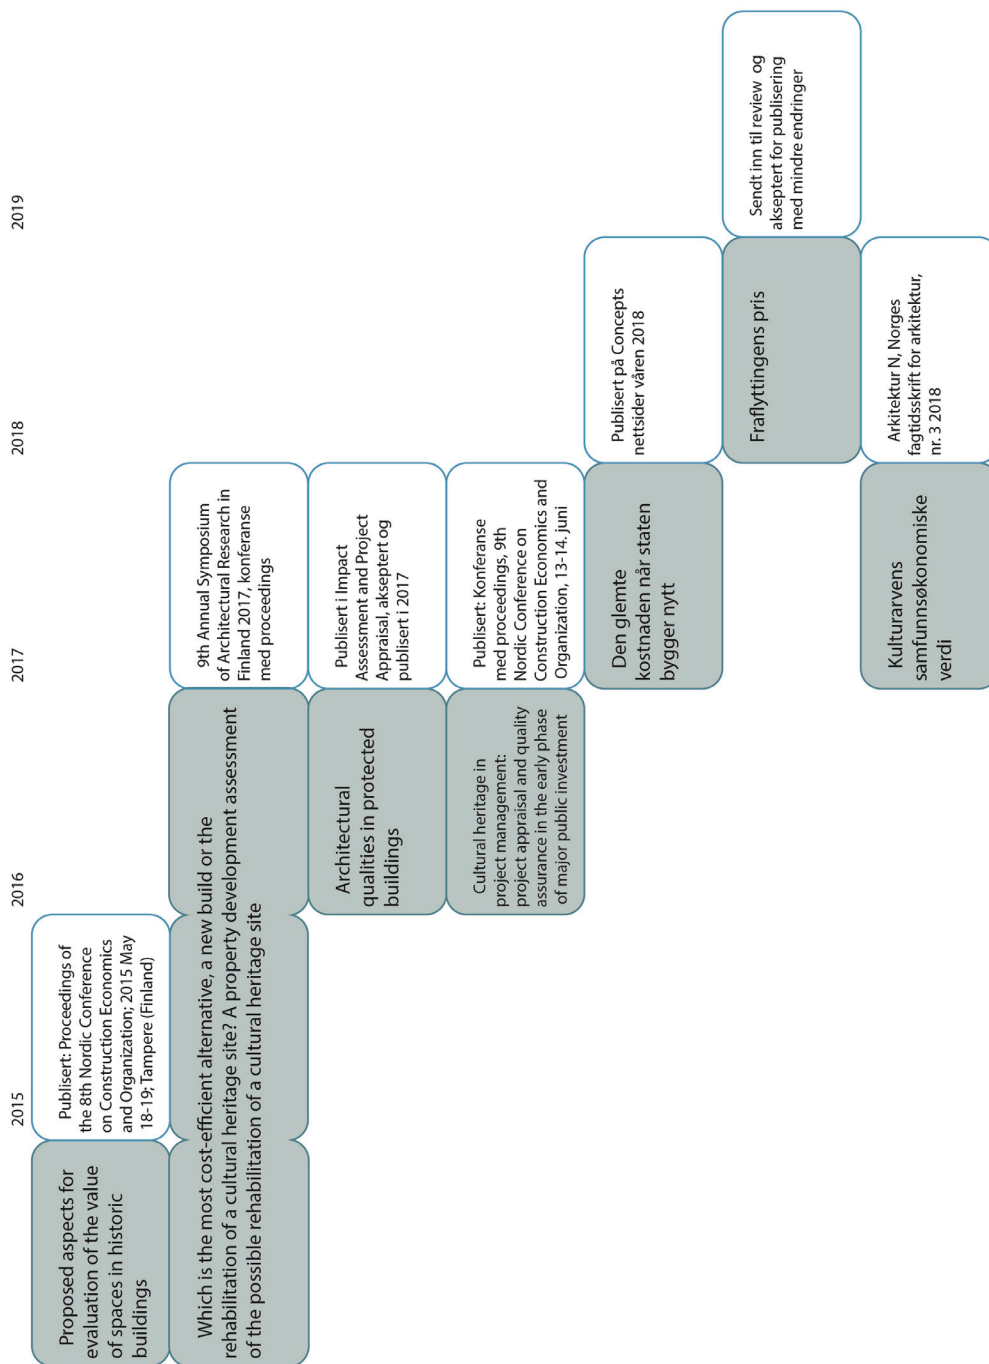 2015
2016
2017
2018
2019
Proposed aspects for
evaluation of the value
of spaces in historic
buildings
Publisert: Proceedings of
the 8th Nordic Conference
on Construction Economics
and Organization; 2015 May
18-19; Tampere (Finland)
Which is the most cost-efficient alternative, a new build or the
rehabilitation of a cultural heritage site? A property development assessment
of the possible rehabilitation of a cultural heritage site
9th Annual Symposium
of Architectural Research in
Finland 2017, konferanse
med proceedings
Architectural
qualities in protected
buildings
Publisert i Impact
Assessment and Project
Appraisal, akseptert og
publisert i 2017
Cultural heritage in
project management:
project appraisal and quality
assurance in the early phase
of major public investment
Publisert: Konferanse
med proceedings, 9th
Nordic Conference on
Construction Economics and
Organization, 13-14. juni
Den glemte
kostnaden når staten
bygger nytt
Publisert på Concepts
nettsider våren 2018
Fraflyttingens pris
Sendt inn til review og
akseptert for publisering
med mindre endringer
Kulturarvens
samfunnsøkonomiske
verdi
Arkitektur N, Norges
fagtidsskrift for arkitektur,
nr. 3 2018